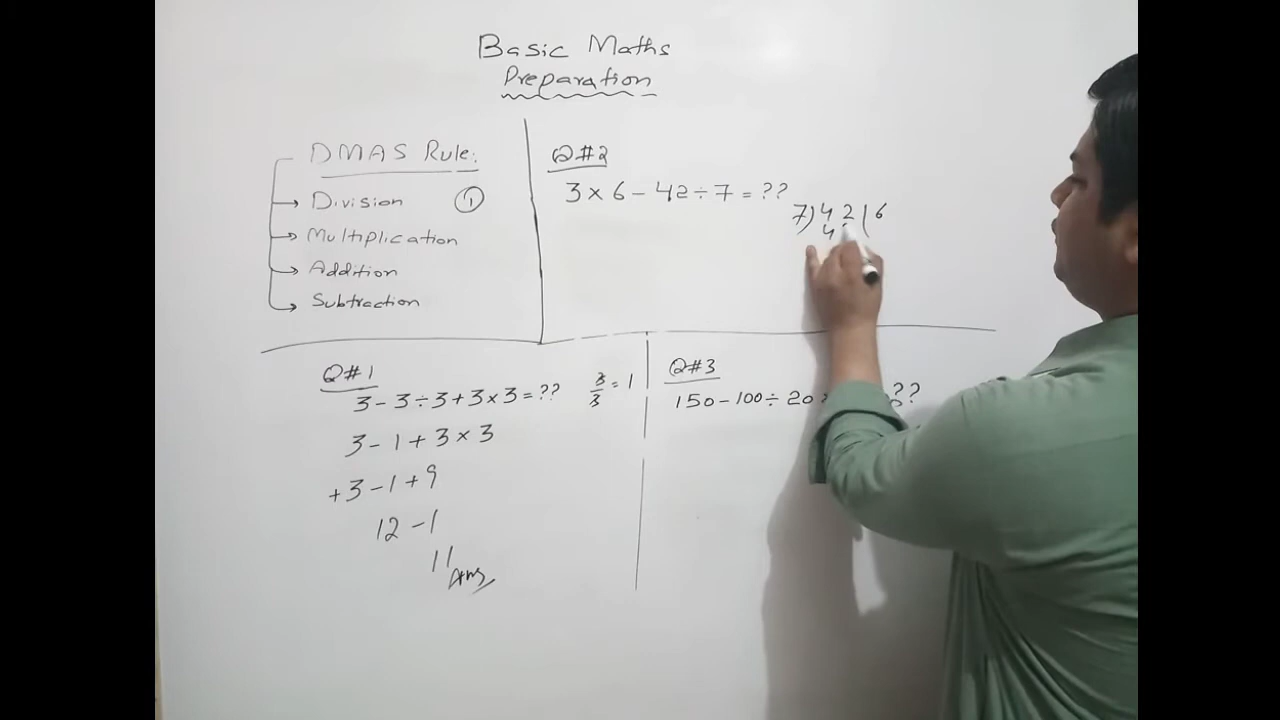 Basic Maths
Preparation
DMAS Rule:
Division ①
Multiplication
Addition
Subtraction
Q#2
3×6-42÷7=??
7)42(6
4
Q#1
3-3÷3+3×3=??
3/3=1
3-1+3×3
+3-1+9
12-1
11
Ans
Q#3
150-100÷20 ??